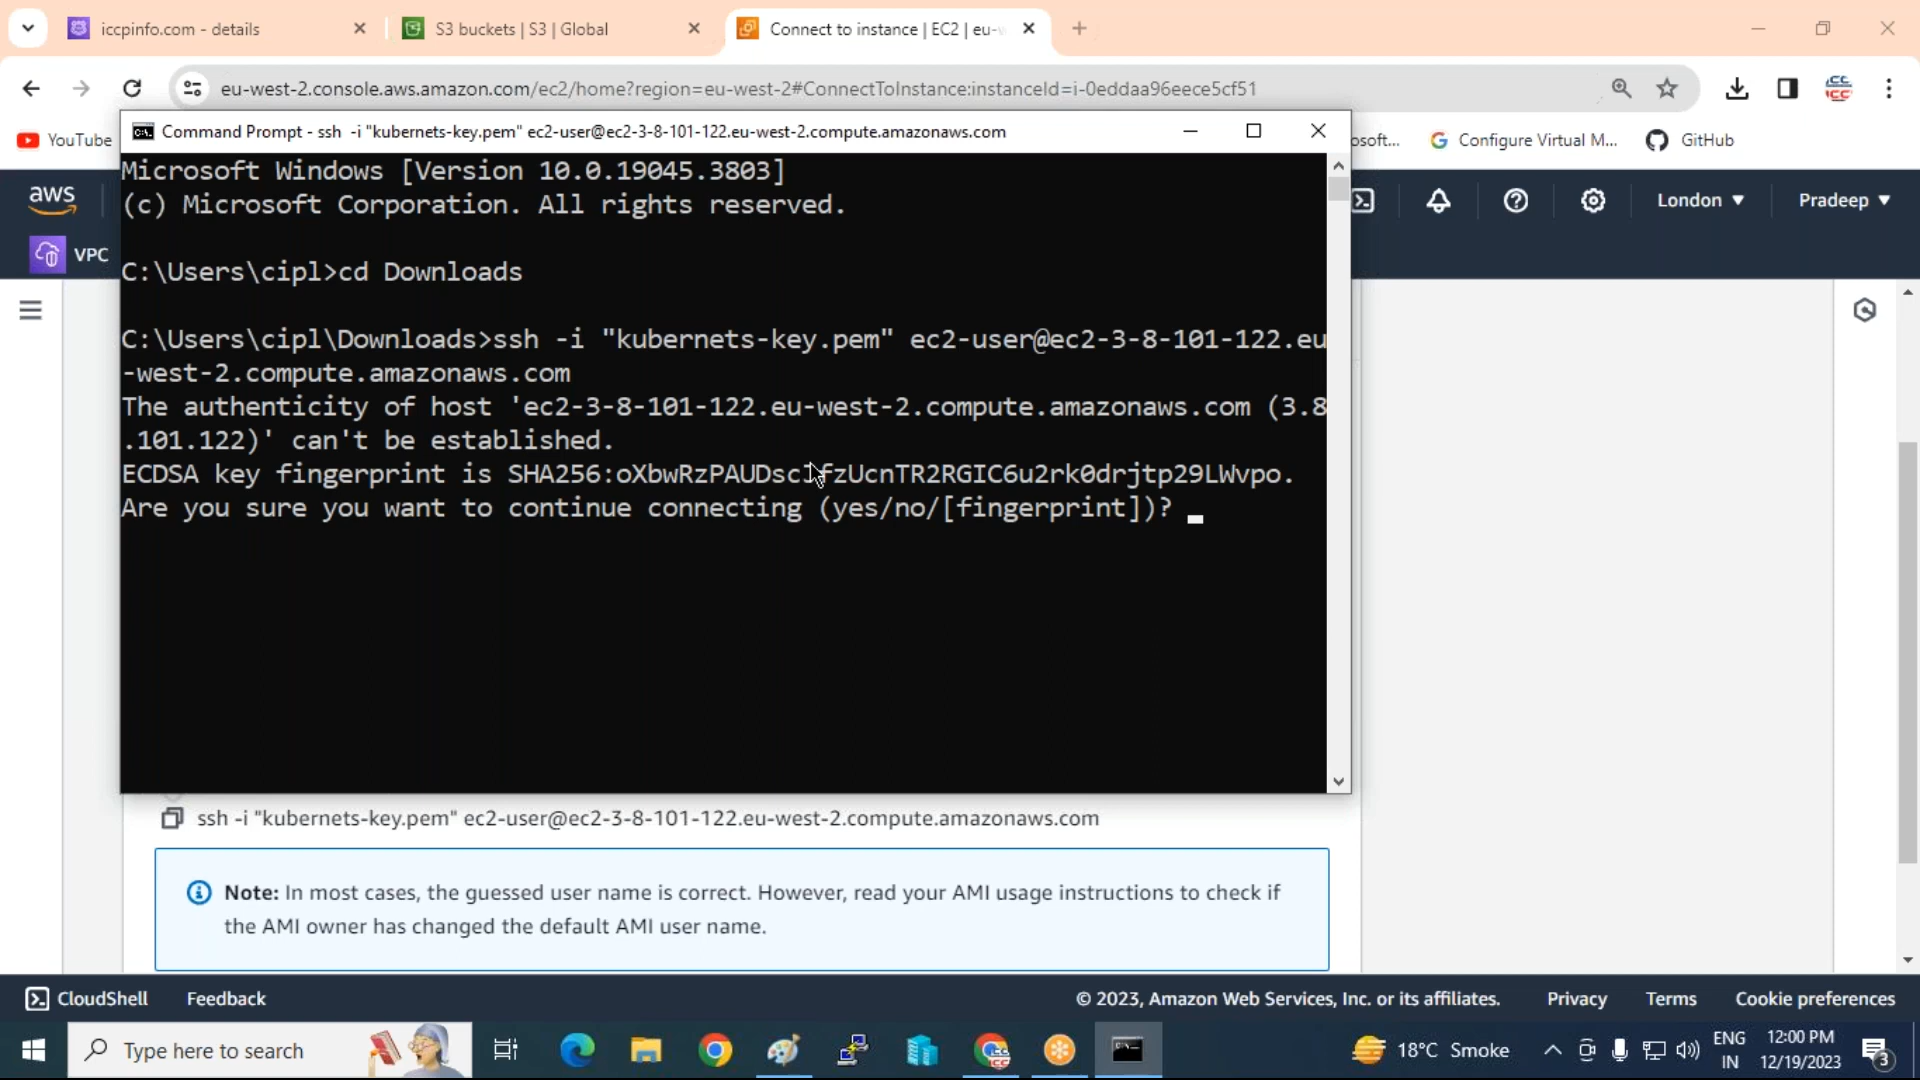 iccpinfo.com - details
S3 buckets | S3 | Global
Connect to instance | EC2 | eu-w
eu-west-2.console.aws.amazon.com/ec2/home?region=eu-west-2#ConnectToInstance:instanceId=i-0eddaa96eece5cf51
YouTube
osoft...
Configure Virtual M...
GitHub
Command Prompt - ssh -i "kubernets-key.pem" ec2-user@ec2-3-8-101-122.eu-west-2.compute.amazonaws.com
aws
London
Pradeep
VPC
Microsoft Windows [Version 10.0.19045.3803]
(c) Microsoft Corporation. All rights reserved.
C:\Users\cipl>cd Downloads
C:\Users\cipl\Downloads>ssh -i "kubernets-key.pem" ec2-user@ec2-3-8-101-122.eu
-west-2.compute.amazonaws.com
The authenticity of host 'ec2-3-8-101-122.eu-west-2.compute.amazonaws.com (3.8
.101.122)' can't be established.
ECDSA key fingerprint is
Are you sure you want to continue connecting (yes/no/[fingerprint])?
ssh -i "kubernets-key.pem" ec2-user@ec2-3-8-101-122.eu-west-2.compute.amazonaws.com
Note: In most cases, the guessed user name is correct. However, read your AMI usage instructions to check if
the AMI owner has changed the default AMI user name.
CloudShell
Feedback
© 2023, Amazon Web Services, Inc. or its affiliates.
Privacy
Terms
Cookie preferences
Type here to search
18°C Smoke
ENG
IN
12:00 PM
12/19/2023
3